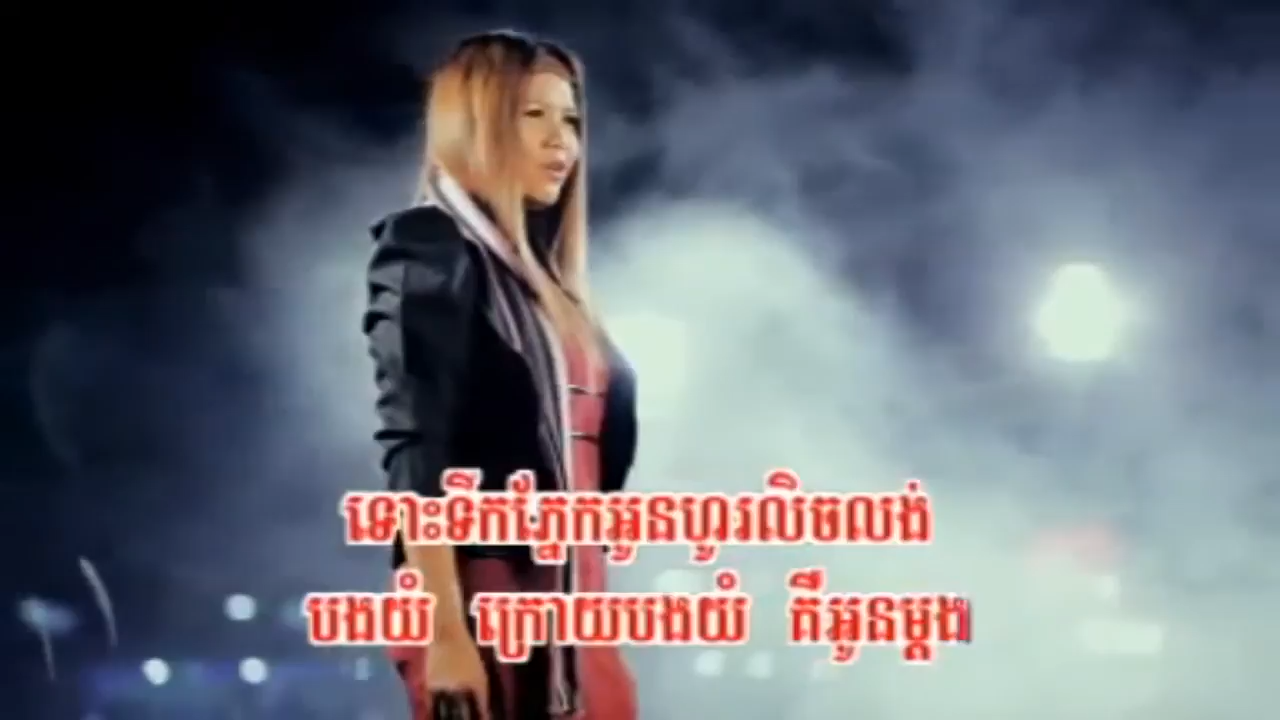 ទោះទឹកភ្នែកអូនហូរលិចលង់
បងយំ ក្រោយបងយំ គឺអូនម្ដង